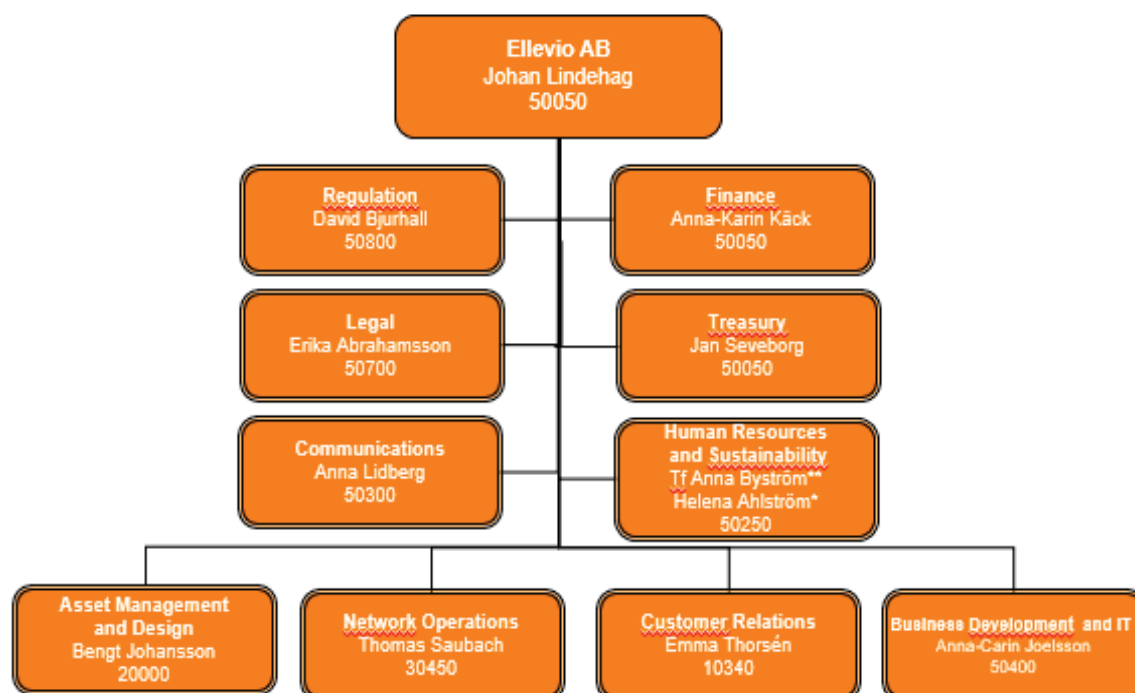 Ellevio AB
Johan Lindehag
50050
Regulation
David Bjurhall
50800
Finance
Anna-Karin Käck
50050
Legal
Erika Abrahamsson
50700
Treasury
Jan Seveborg
50050
Communications
Anna Lidberg
50300
Human Resources
and Sustainability
Tf Anna Byström**
Helena Ahlström*
50250
Asset Management
and Design
Bengt Johansson
20000
Network Operations
Thomas Saubach
30450
Customer Relations
Emma Thorsén
10340
Business Development and IT
Anna-Carin Joelsson
50400